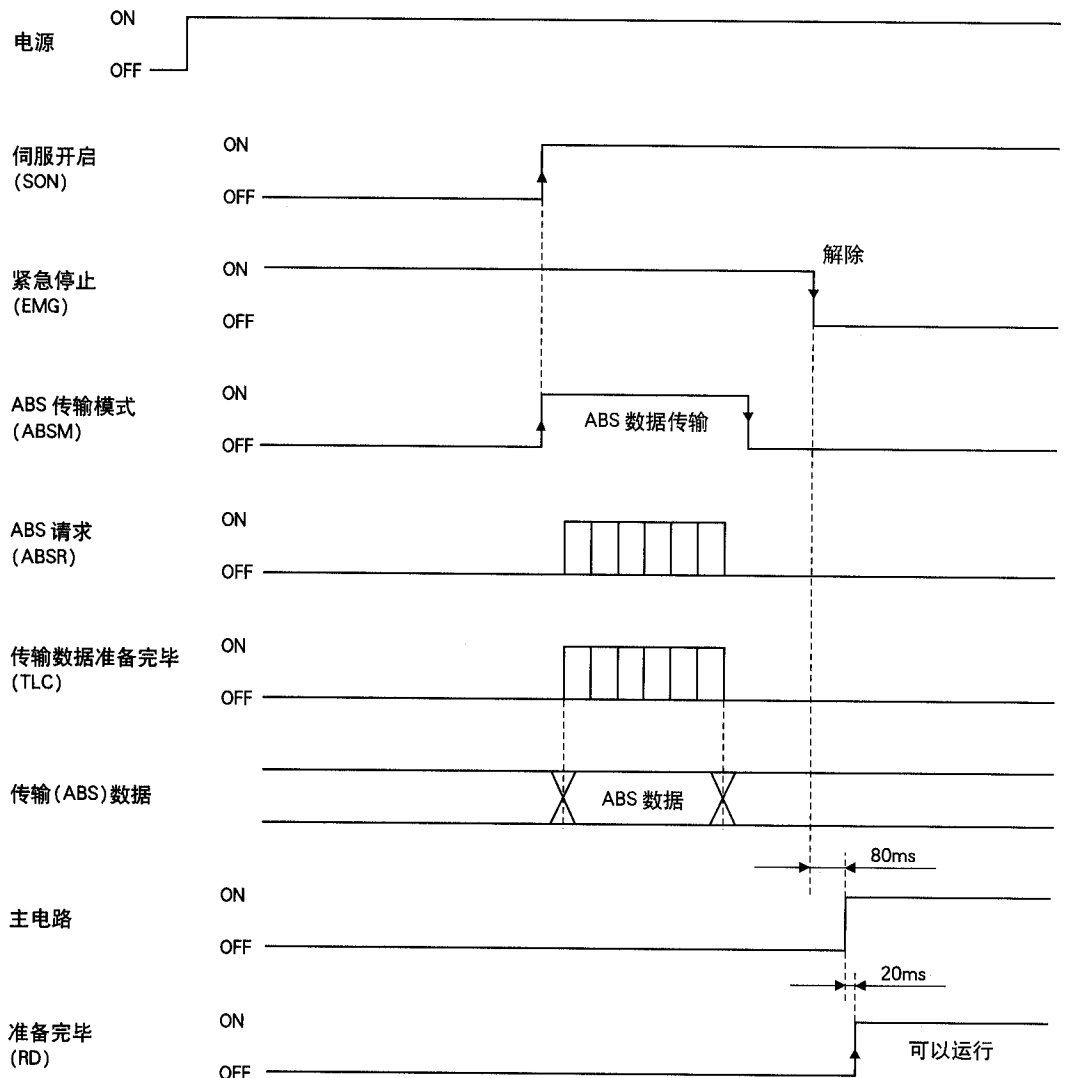 ON
电源
OFF
伺服开启
(SON)
ON
OFF
紧急停止
(EMG)
ON
OFF
解除
ABS 传输模式
(ABSM)
ON
OFF
ABS 数据传输
ABS 请求
(ABSR)
ON
OFF
传输数据准备完毕
(TLC)
ON
OFF
传输(ABS)数据
ABS 数据
80ms
主电路
ON
OFF
20ms
准备完毕
(RD)
ON
OFF
可以运行